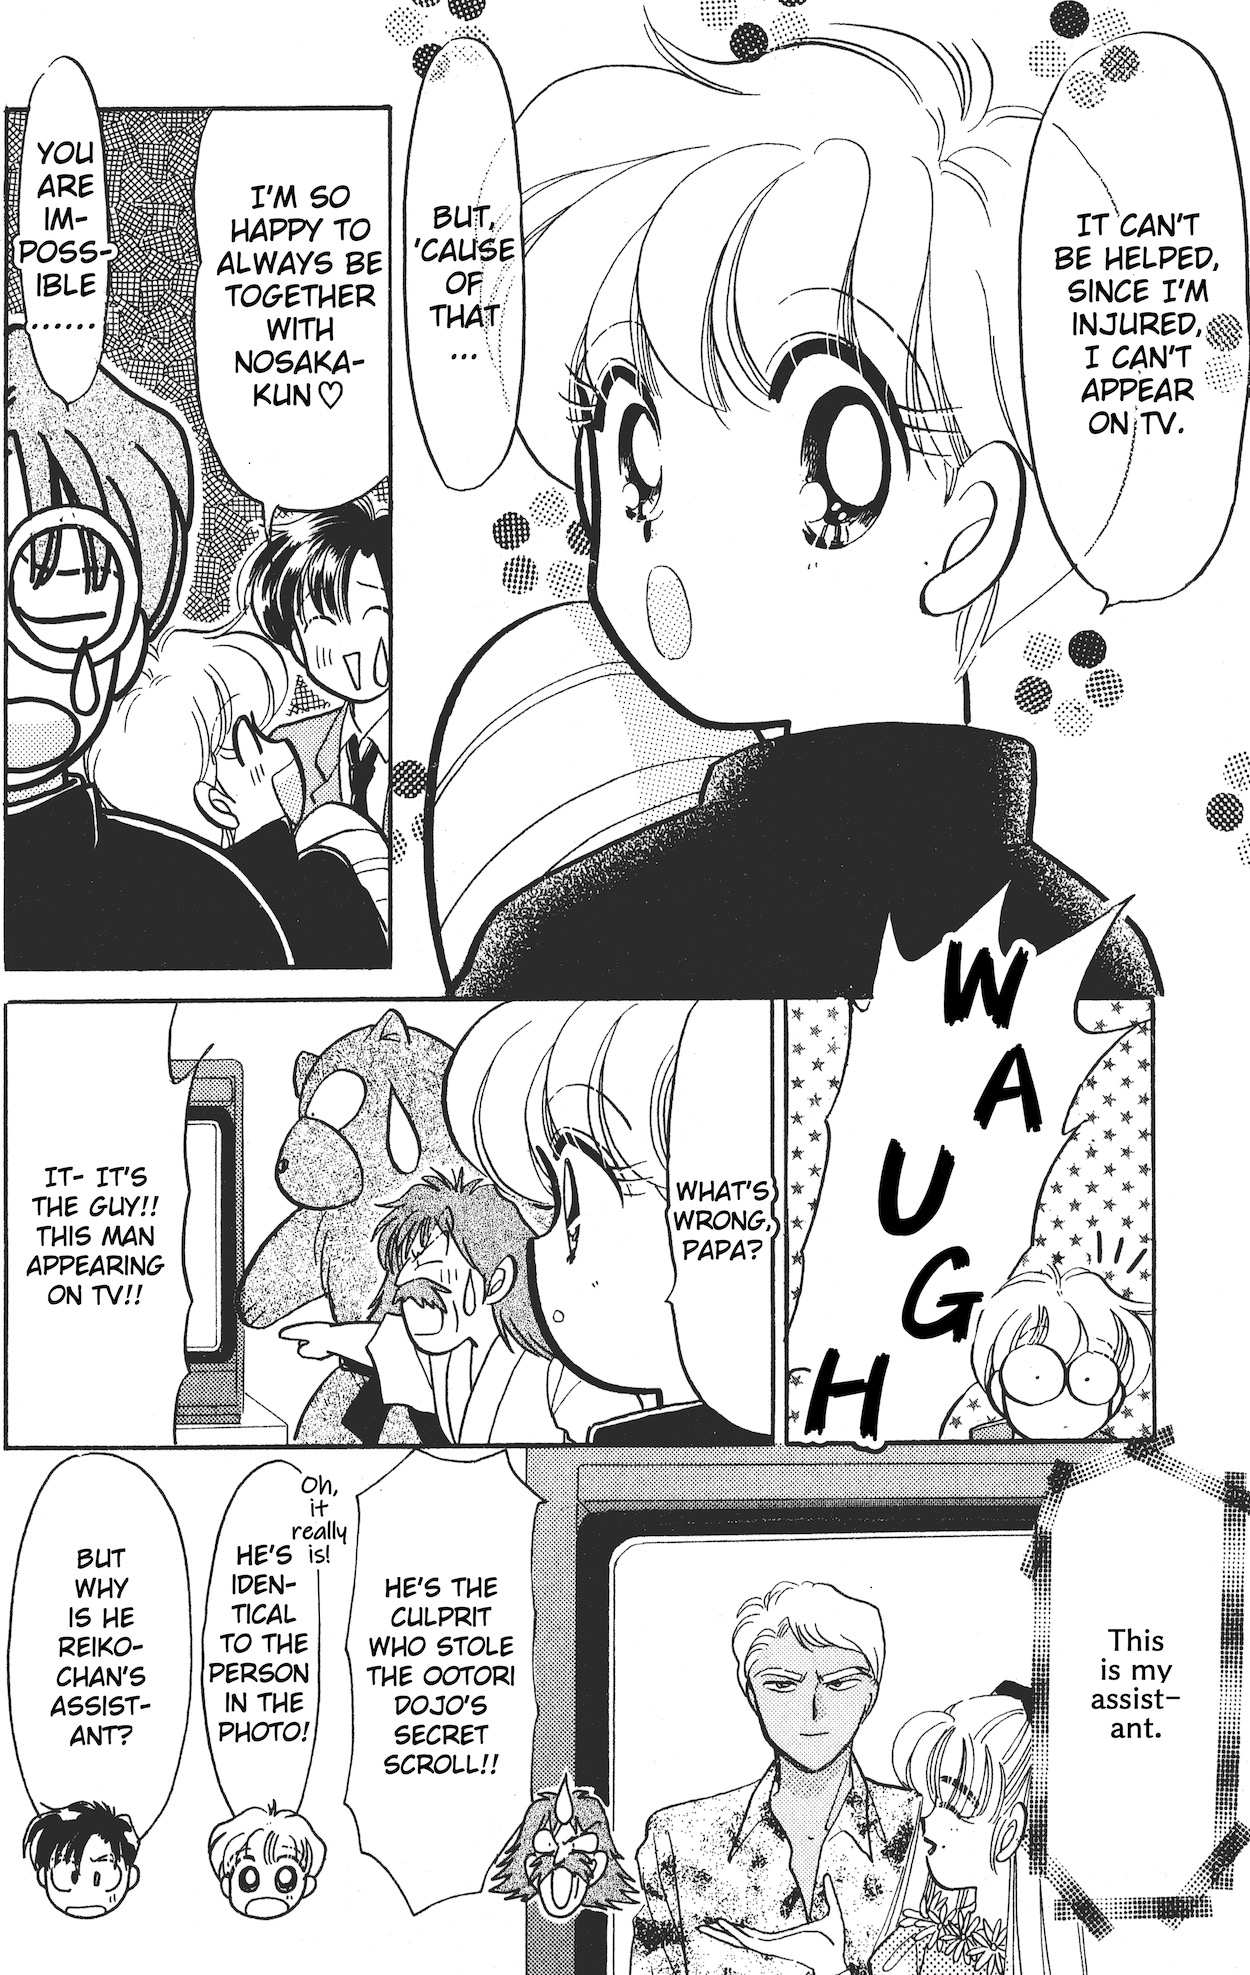 IT CAN'T
BE HELPED,
SINCE I'M
INJURED,
I CAN'T
APPEAR
ON TV.
BUT,
'CAUSE
OF
THAT
...
I'M SO
HAPPY TO
ALWAYS BE
TOGETHER
WITH
NOSAKA-
KUN♡
YOU
ARE
IM-
POSS-
IBLE
.......
WAUGH
WHAT'S
WRONG,
PAPA?
IT- IT'S
THE GUY!!
THIS MAN
APPEARING
ON TV!!
This
is my
assist-
ant.
HE'S THE
CULPRIT
WHO STOLE
THE OOTORI
DOJO'S
SECRET
SCROLL!!
Oh,
it
really
is!
HE'S
IDEN-
TICAL
TO THE
PERSON
IN THE
PHOTO!
BUT
WHY
IS HE
REIKO-
CHAN'S
ASSIST-
ANT?